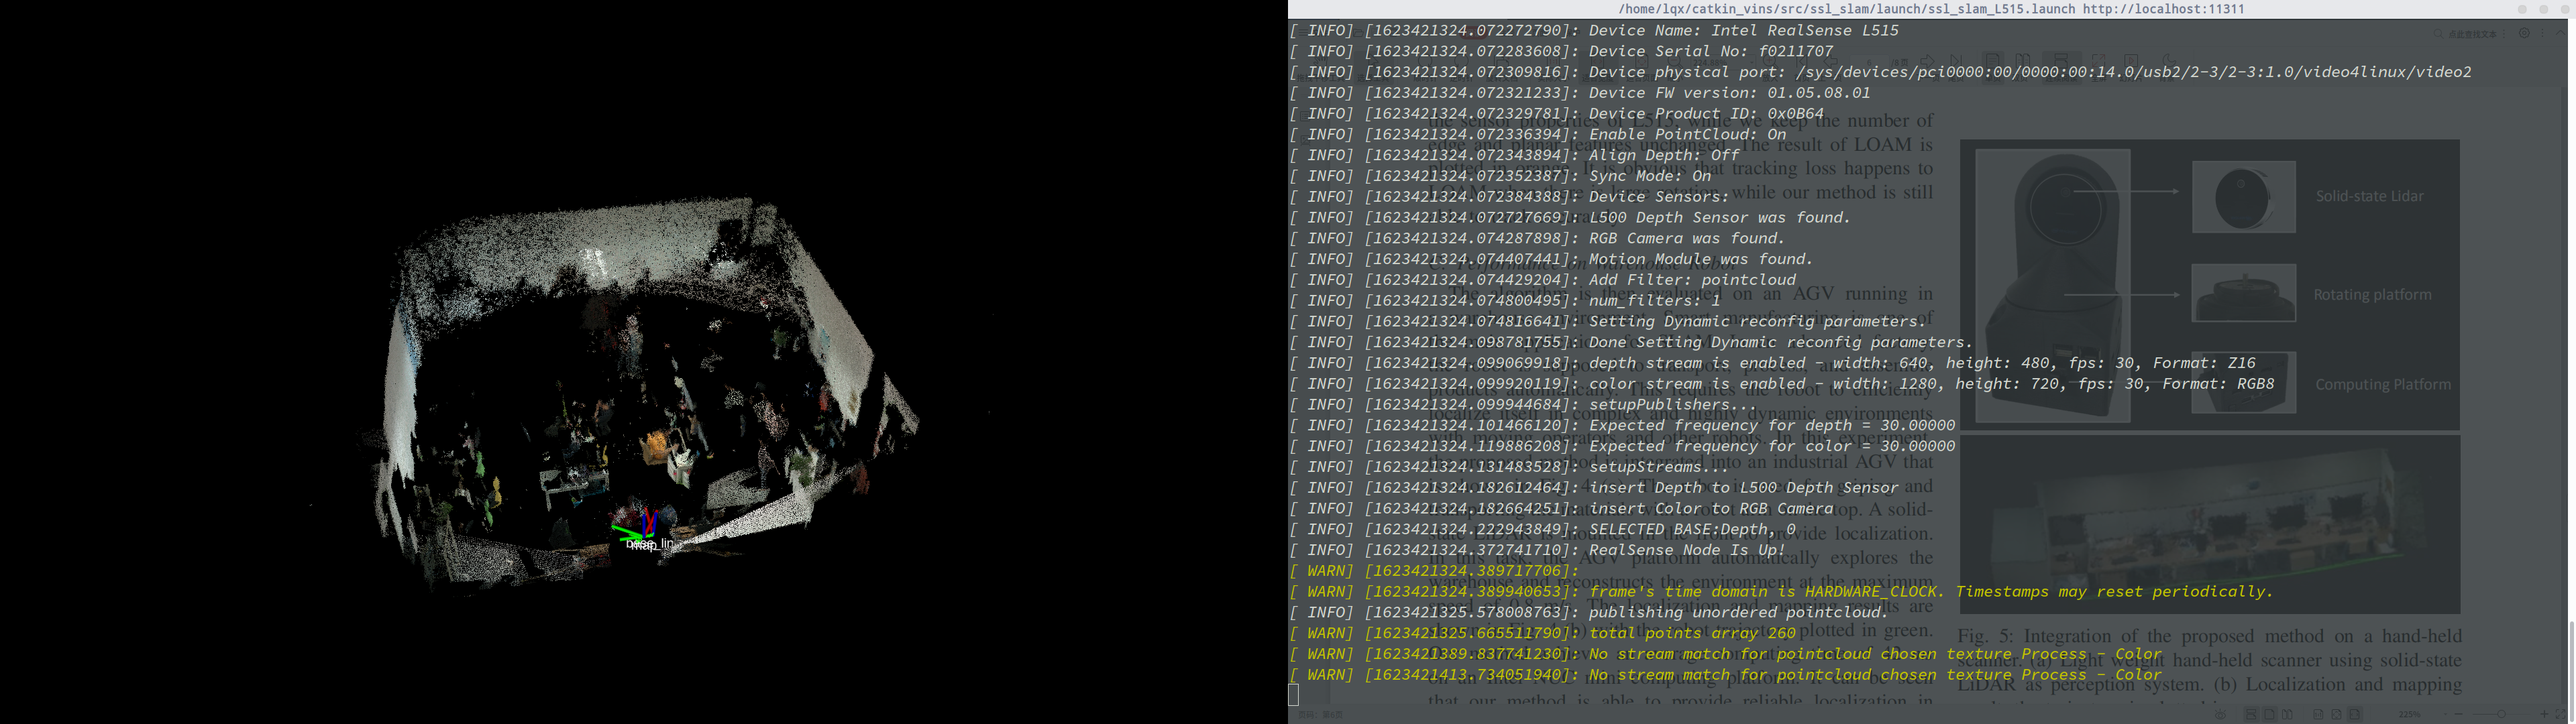 /home/lqx/catkin_vins/src/ssl_slam/launch/ssl_slam_L515.launch http://localhost:11311
[ INFO] [1623421324.072272790]: Device Name: Intel RealSense L515
[ INFO] [1623421324.072283608]: Device Serial No: f0211707
[ INFO] [1623421324.072309816]: Device physical port: /sys/devices/pci0000:00/0000:00:14.0/usb2/2-3/2-3:1.0/video4linux/video2
[ INFO] [1623421324.072321233]: Device FW version: 01.05.08.01
[ INFO] [1623421324.072329781]: Device Product ID: 0x0B64
[ INFO] [1623421324.072336394]: Enable PointCloud: On
[ INFO] [1623421324.072343894]: Align Depth: Off
[ INFO] [1623421324.072352387]: Sync Mode: On
[ INFO] [1623421324.072384388]: Device Sensors:
[ INFO] [1623421324.072727669]: L500 Depth Sensor was found.
[ INFO] [1623421324.074287898]: RGB Camera was found.
[ INFO] [1623421324.074407441]: Motion Module was found.
[ INFO] [1623421324.074429204]: Add Filter: pointcloud
[ INFO] [1623421324.074800495]: num_filters: 1
[ INFO] [1623421324.074816641]: Setting Dynamic reconfig parameters.
[ INFO] [1623421324.098781755]: Done Setting Dynamic reconfig parameters.
[ INFO] [1623421324.099069918]: depth stream is enabled - width: 640, height: 480, fps: 30, Format: Z16
[ INFO] [1623421324.099920119]: color stream is enabled - width: 1280, height: 720, fps: 30, Format: RGB8
[ INFO] [1623421324.099944684]: setupPublishers...
[ INFO] [1623421324.101466120]: Expected frequency for depth = 30.00000
[ INFO] [1623421324.119886208]: Expected frequency for color = 30.00000
[ INFO] [1623421324.131483528]: setupStreams...
[ INFO] [1623421324.182612464]: insert Depth to L500 Depth Sensor
[ INFO] [1623421324.182664251]: insert Color to RGB Camera
[ INFO] [1623421324.222943849]: SELECTED BASE:Depth, 0
[ INFO] [1623421324.372741710]: RealSense Node Is Up!
[ WARN] [1623421324.389717706]:
[ WARN] [1623421324.389940653]: frame's time domain is HARDWARE_CLOCK. Timestamps may reset periodically.
[ INFO] [1623421325.578008763]: publishing unordered pointcloud.
[ WARN] [1623421325.665511790]: total points array 260
[ WARN] [1623421389.837741230]: No stream match for pointcloud chosen texture Process - Color
[ WARN] [1623421413.734051940]: No stream match for pointcloud chosen texture Process - Color
Solid-state Lidar
Rotating platform
Computing Platform
Fig. 5: Integration of the proposed method on a hand-held
scanner. (a) Light weight hand-held scanner using solid-state
LiDAR as perception system. (b) Localization and mapping
225%
map